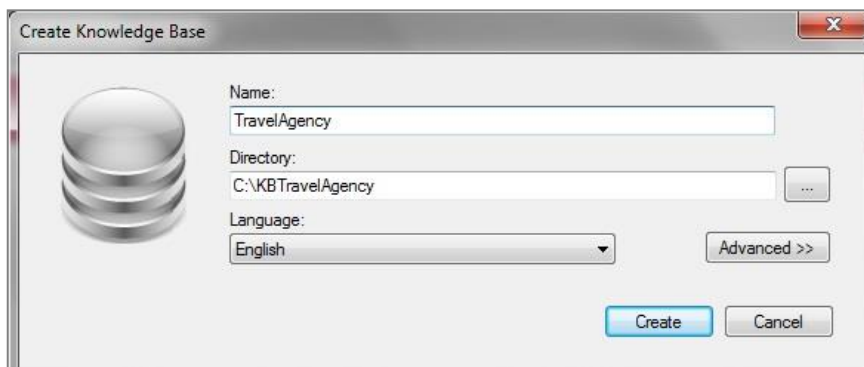 Create Knowledge Base
Name:
TravelAgency
Directory:
C:\KBTravelAgency
...
Language:
English
Advanced >>
Create
Cancel